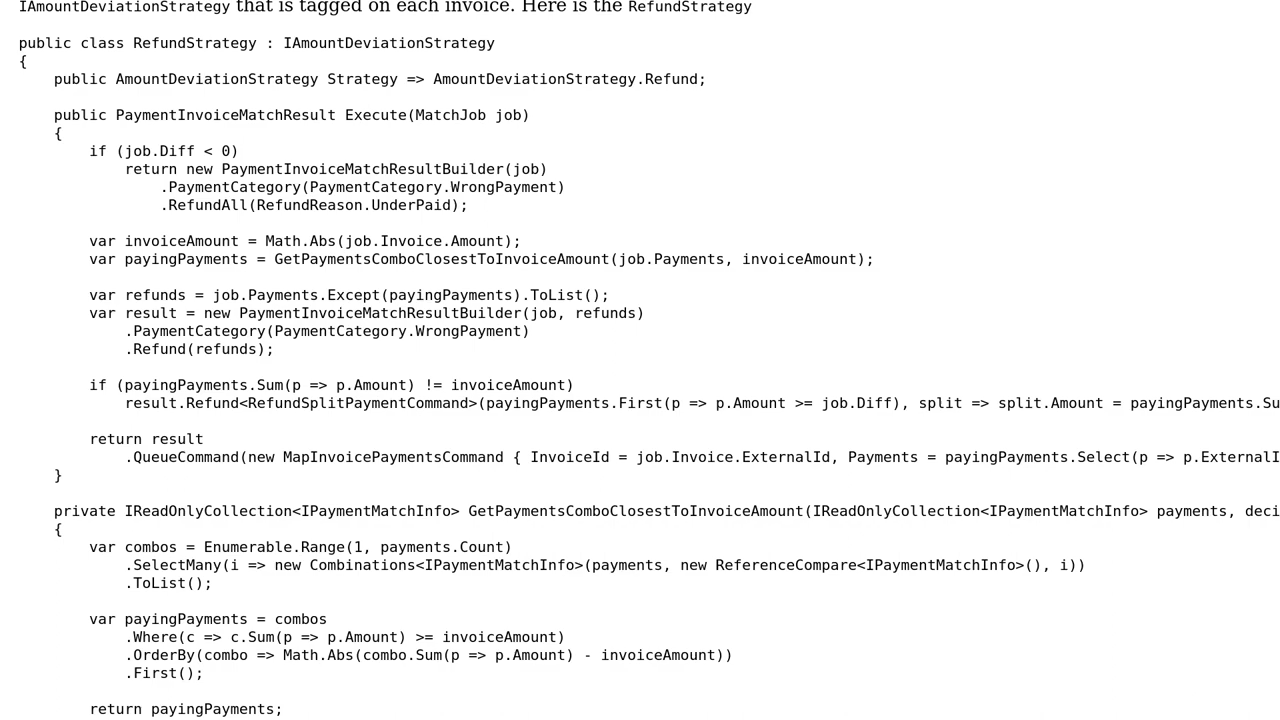 IAmountDeviationStrategy that is tagged on each invoice. Here is the RefundStrategy
public class RefundStrategy : IAmountDeviationStrategy
{
    public AmountDeviationStrategy Strategy => AmountDeviationStrategy.Refund;

    public PaymentInvoiceMatchResult Execute(MatchJob job)
    {
        if (job.Diff < 0)
            return new PaymentInvoiceMatchResultBuilder(job)
                .PaymentCategory(PaymentCategory.WrongPayment)
                .RefundAll(RefundReason.UnderPaid);

        var invoiceAmount = Math.Abs(job.Invoice.Amount);
        var payingPayments = GetPaymentsComboClosestToInvoiceAmount(job.Payments, invoiceAmount);

        var refunds = job.Payments.Except(payingPayments).ToList();
        var result = new PaymentInvoiceMatchResultBuilder(job, refunds)
            .PaymentCategory(PaymentCategory.WrongPayment)
            .Refund(refunds);

        if (payingPayments.Sum(p => p.Amount) != invoiceAmount)
            result.Refund<RefundSplitPaymentCommand>(payingPayments.First(p => p.Amount >= job.Diff), split => split.Amount = payingPayments.Su

        return result
            .QueueCommand(new MapInvoicePaymentsCommand { InvoiceId = job.Invoice.ExternalId, Payments = payingPayments.Select(p => p.ExternalI
    }

    private IReadOnlyCollection<IPaymentMatchInfo> GetPaymentsComboClosestToInvoiceAmount(IReadOnlyCollection<IPaymentMatchInfo> payments, deci
    {
        var combos = Enumerable.Range(1, payments.Count)
            .SelectMany(i => new Combinations<IPaymentMatchInfo>(payments, new ReferenceCompare<IPaymentMatchInfo>(), i))
            .ToList();

        var payingPayments = combos
            .Where(c => c.Sum(p => p.Amount) >= invoiceAmount)
            .OrderBy(combo => Math.Abs(combo.Sum(p => p.Amount) - invoiceAmount))
            .First();

        return payingPayments;